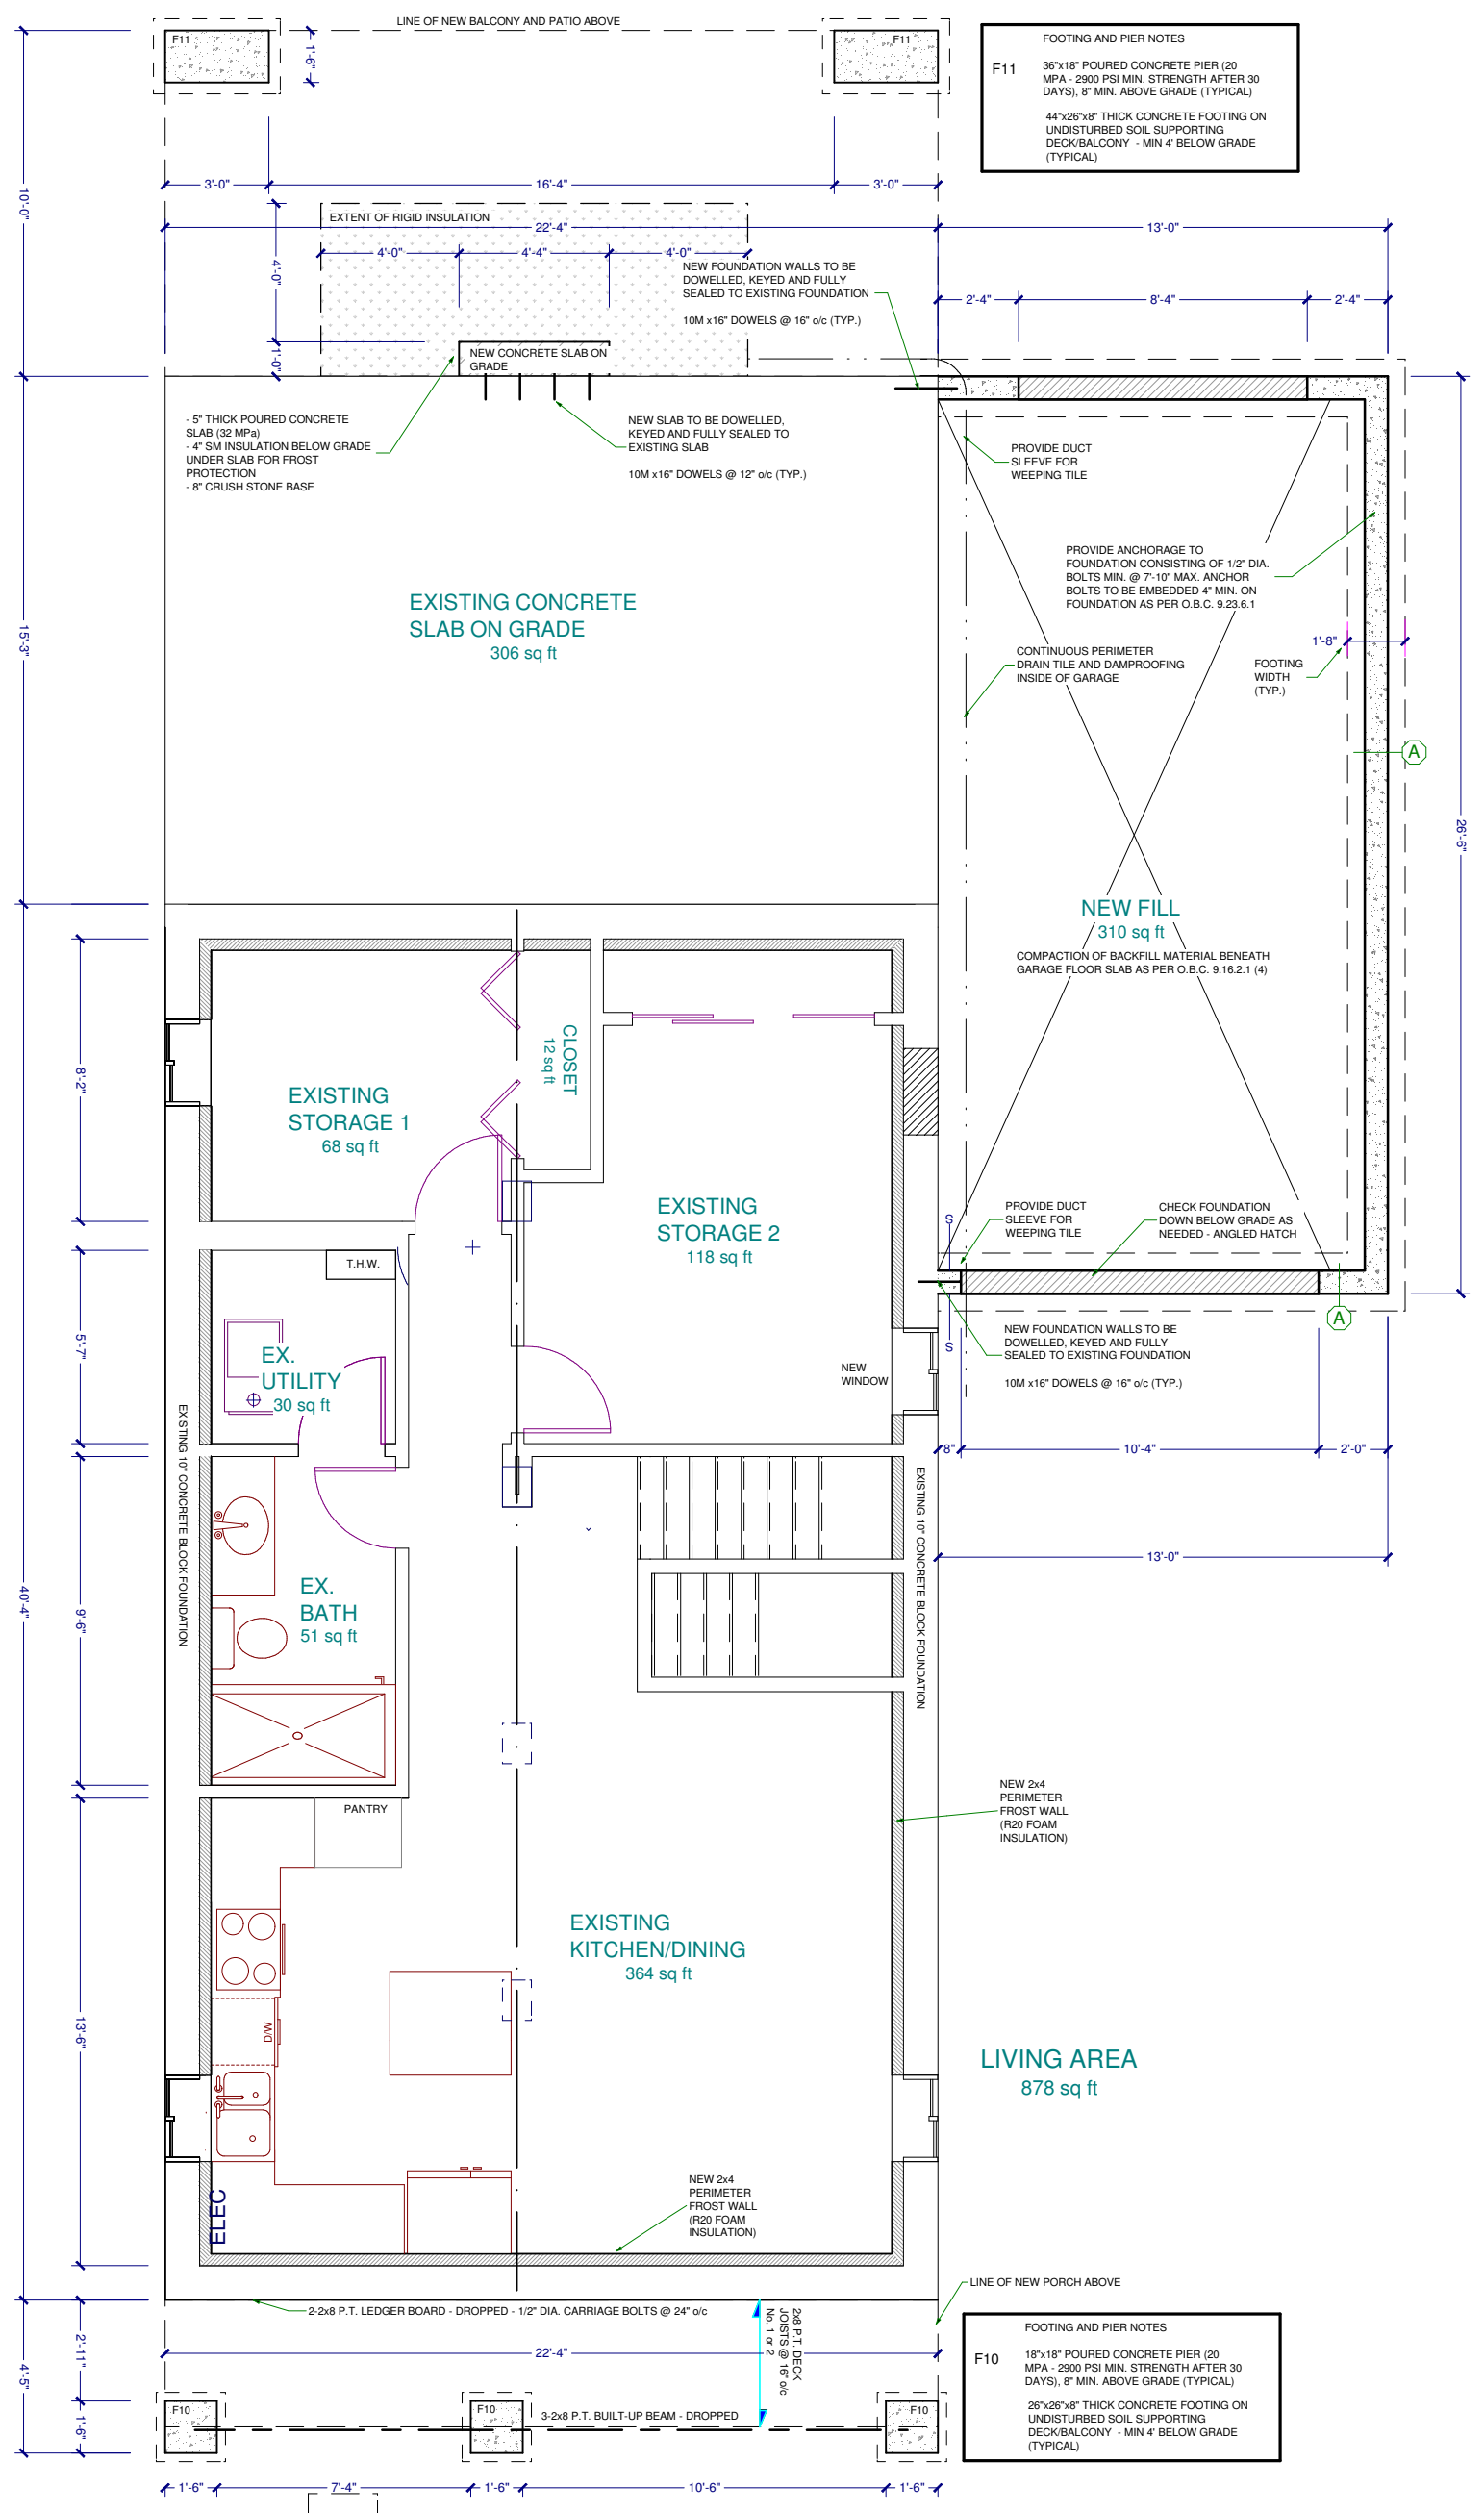 LINE OF NEW BALCONY AND PATIO ABOVE
F11
F11
1'-6"
FOOTING AND PIER NOTES
F11
36"x18" POURED CONCRETE PIER (20
MPA - 2900 PSI MIN. STRENGTH AFTER 30
DAYS), 8" MIN. ABOVE GRADE (TYPICAL)
44"x26"x8" THICK CONCRETE FOOTING ON
UNDISTURBED SOIL SUPPORTING
DECK/BALCONY - MIN 4' BELOW GRADE
(TYPICAL)
10'-0"
3'-0"
16'-4"
3'-0"
EXTENT OF RIGID INSULATION
22'-4"
13'-0"
4'-0"
4'-0"
4'-4"
4'-0"
NEW FOUNDATION WALLS TO BE
DOWELLED, KEYED AND FULLY
SEALED TO EXISTING FOUNDATION
10M x16" DOWELS @ 16" o/c (TYP.)
2'-4"
8'-4"
2'-4"
1'-0"
NEW CONCRETE SLAB ON
GRADE
- 5" THICK POURED CONCRETE
SLAB (32 MPa)
- 4" SM INSULATION BELOW GRADE
UNDER SLAB FOR FROST
PROTECTION
- 8" CRUSH STONE BASE
NEW SLAB TO BE DOWELLED,
KEYED AND FULLY SEALED TO
EXISTING SLAB
10M x16" DOWELS @ 12" o/c (TYP.)
PROVIDE DUCT
SLEEVE FOR
WEEPING TILE
PROVIDE ANCHORAGE TO
FOUNDATION CONSISTING OF 1/2" DIA.
BOLTS MIN. @ 7'-10" MAX. ANCHOR
BOLTS TO BE EMBEDDED 4" MIN. ON
FOUNDATION AS PER O.B.C. 9.23.6.1
EXISTING CONCRETE
SLAB ON GRADE
306 sq ft
15'-3"
1'-8"
CONTINUOUS PERIMETER
DRAIN TILE AND DAMPROOFING
INSIDE OF GARAGE
FOOTING
WIDTH
(TYP.)
A
26'-6"
NEW FILL
310 sq ft
COMPACTION OF BACKFILL MATERIAL BENEATH
GARAGE FLOOR SLAB AS PER O.B.C. 9.16.2.1 (4)
CLOSET
12 sq ft
8'-2"
EXISTING
STORAGE 1
68 sq ft
EXISTING
STORAGE 2
118 sq ft
PROVIDE DUCT
SLEEVE FOR
WEEPING TILE
CHECK FOUNDATION
DOWN BELOW GRADE AS
NEEDED - ANGLED HATCH
S
T.H.W.
5'-7"
A
EX.
UTILITY
30 sq ft
S
NEW FOUNDATION WALLS TO BE
DOWELLED, KEYED AND FULLY
SEALED TO EXISTING FOUNDATION
10M x16" DOWELS @ 16" o/c (TYP.)
NEW
WINDOW
8"
10'-4"
2'-0"
EXISTING 10" CONCRETE BLOCK FOUNDATION
EXISTING 10" CONCRETE BLOCK FOUNDATION
13'-0"
40'-4"
9'-6"
EX.
BATH
51 sq ft
PANTRY
NEW 2x4
PERIMETER
FROST WALL
(R20 FOAM
INSULATION)
EXISTING
KITCHEN/DINING
364 sq ft
13'-6"
D/W
LIVING AREA
878 sq ft
ELEC
NEW 2x4
PERIMETER
FROST WALL
(R20 FOAM
INSULATION)
LINE OF NEW PORCH ABOVE
2-2x8 P.T. LEDGER BOARD - DROPPED - 1/2" DIA. CARRIAGE BOLTS @ 24" o/c
2x8 P.T. DECK
JOISTS @ 16" o/c
No. 1 or 2
22'-4"
2'-11"
4'-5"
1'-6"
FOOTING AND PIER NOTES
F10
18"x18" POURED CONCRETE PIER (20
MPA - 2900 PSI MIN. STRENGTH AFTER 30
DAYS), 8" MIN. ABOVE GRADE (TYPICAL)
26"x26"x8" THICK CONCRETE FOOTING ON
UNDISTURBED SOIL SUPPORTING
DECK/BALCONY - MIN 4' BELOW GRADE
(TYPICAL)
F10
F10
F10
3-2x8 P.T. BUILT-UP BEAM - DROPPED
1'-6"
7'-4"
1'-6"
10'-6"
1'-6"